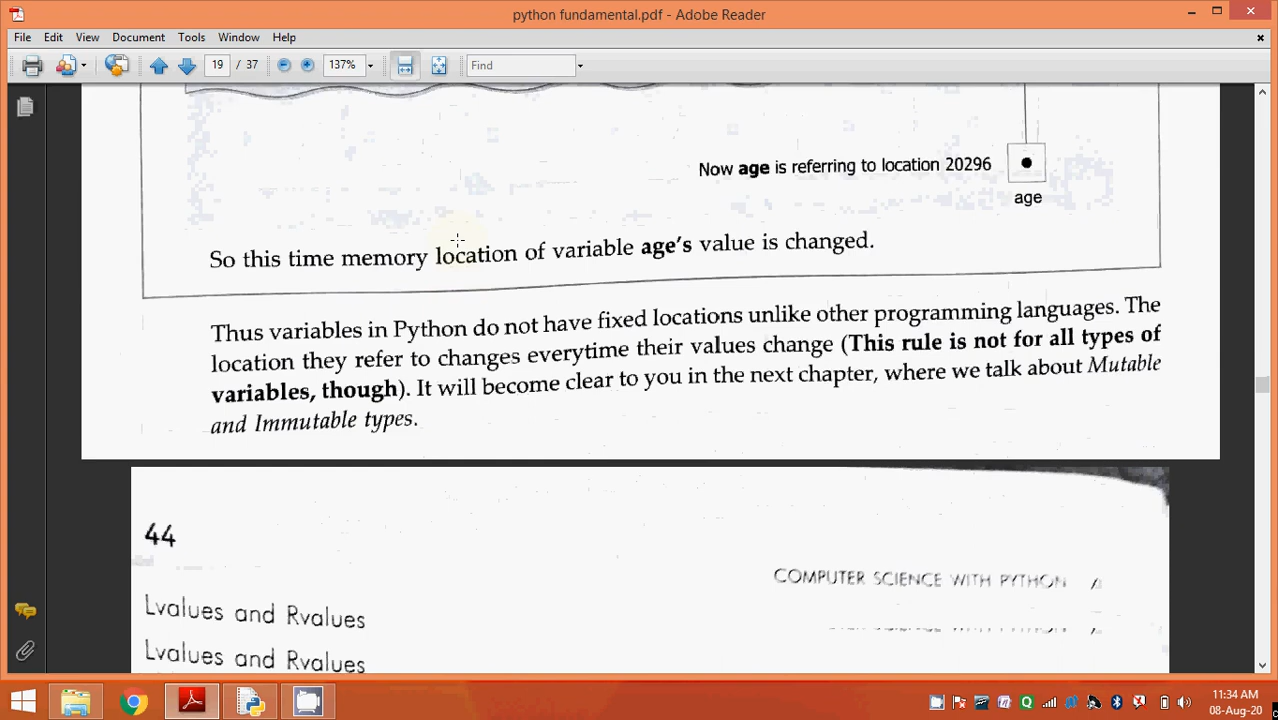 python fundamental.pdf - Adobe Reader
File Edit View Document Tools Window Help
19 / 37 137% Find
Now age is referring to location 20296
age
So this time memory location of variable age's value is changed.
Thus variables in Python do not have fixed locations unlike other programming languages. The
location they refer to changes everytime their values change (This rule is not for all types of
variables, though). It will become clear to you in the next chapter, where we talk about Mutable
and Immutable types.
44
COMPUTER SCIENCE WITH PYTHON
Lvalues and Rvalues
Lvalues and Rvalues
11:34 AM
08-Aug-20